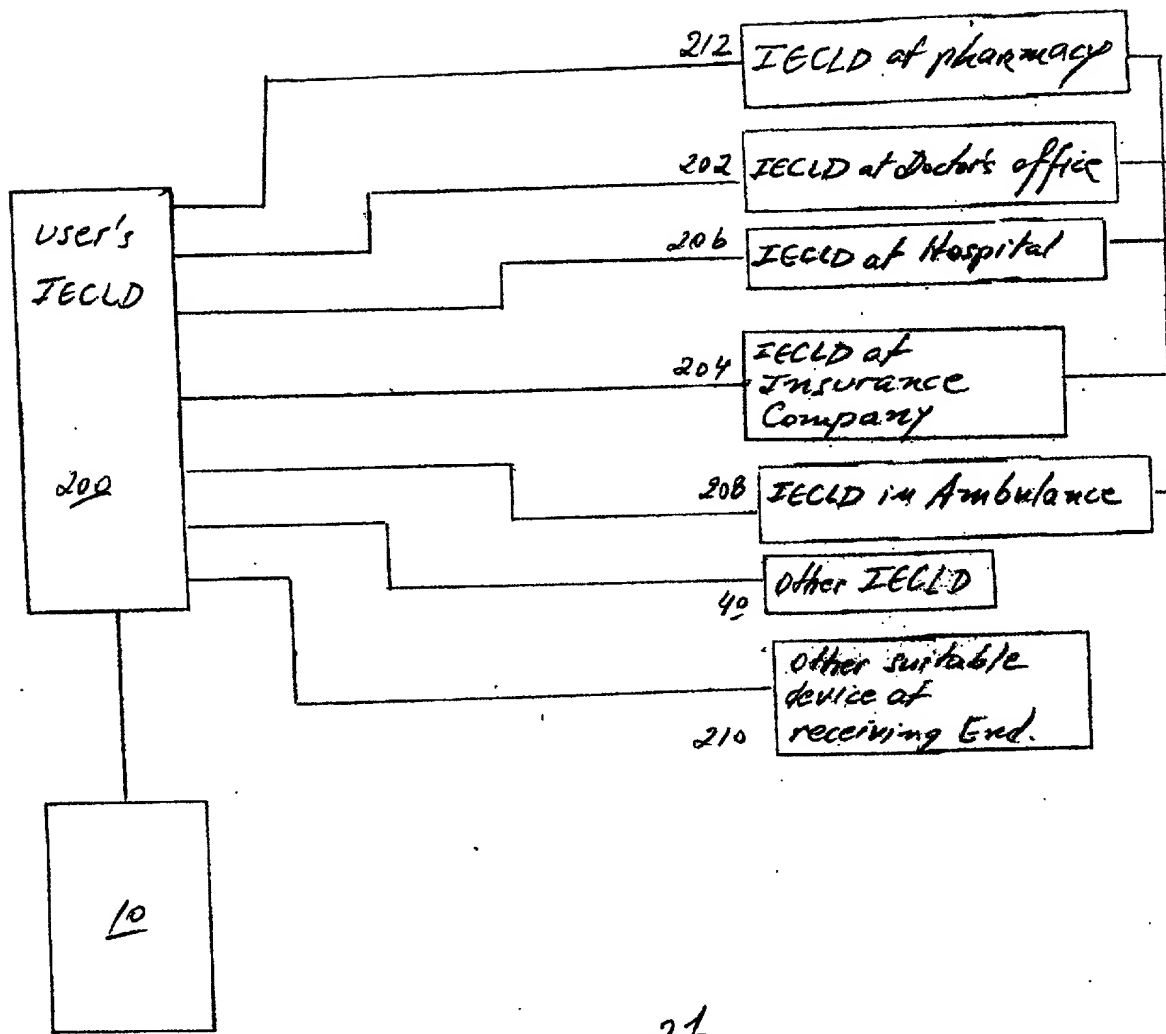 212
IECLD at pharmacy
202
IECLD at Doctor's office
206
IECLD at Hospital
204
IECLD at
Insurance
Company
208
IECLD in Ambulance
40
Other IECLD
210
Other suitable
device at
receiving End.
User's
IECLD
200
10
21